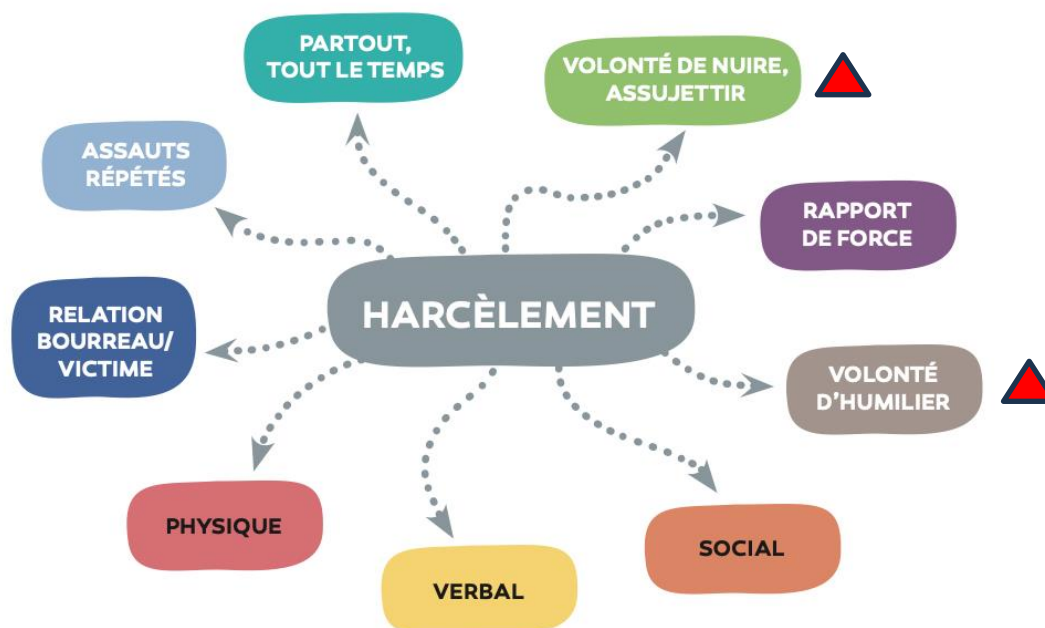 PARTOUT,
TOUT LE TEMPS
VOLONTÉ DE NUIRE,
ASSUJETTIR
ASSAUTS
RÉPÉTÉS
RAPPORT
DE FORCE
HARCÈLEMENT
RELATION
BOURREAU/
VICTIME
VOLONTÉ
D'HUMILIER
PHYSIQUE
VERBAL
SOCIAL